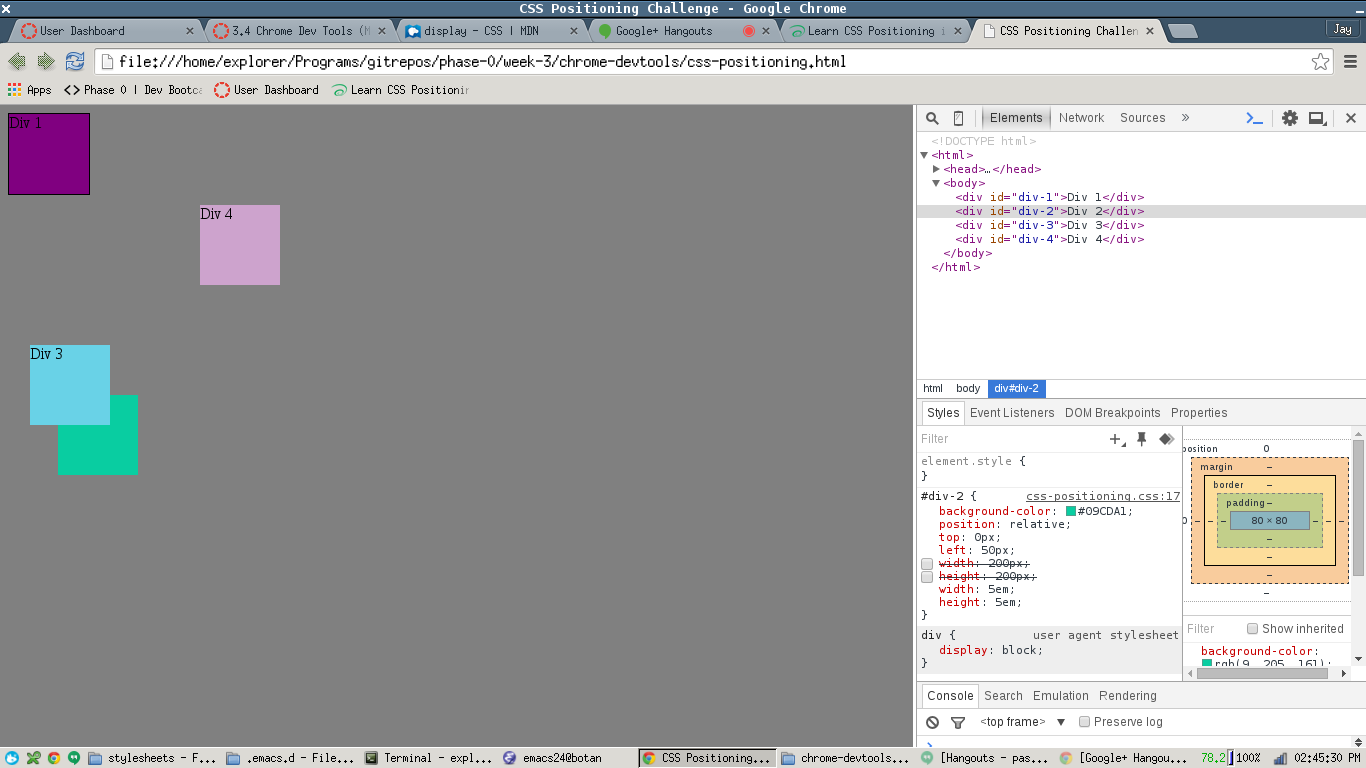 CSS Positioning Challenge - Google Chrome
User Dashboard
3.4 Chrome Dev Tools (M
display - CSS | MDN
Google+ Hangouts
Learn CSS Positioning i
CSS Positioning Challen
Jay
file:///home/explorer/Programs/gitrepos/phase-0/week-3/chrome-devtools/css-positioning.html
Apps
<> Phase 0 | Dev Bootca
User Dashboard
Learn CSS Positionin
Div 1
Div 4
Div 3
Elements Network Sources »
<!DOCTYPE html>
<html>
<head>…</head>
<body>
<div id="div-1">Div 1</div>
<div id="div-2">Div 2</div>
<div id="div-3">Div 3</div>
<div id="div-4">Div 4</div>
</body>
</html>
html body div#div-2
Styles Event Listeners DOM Breakpoints Properties
Filter
element.style {
}
#div-2 { css-positioning.css:17
background-color: #09CDA1;
position: relative;
top: 0px;
left: 50px;
width: 200px;
height: 200px;
width: 5em;
height: 5em;
}
div { user agent stylesheet
display: block;
}
position 0
margin –
border –
padding –
0 – – – 80 × 80 – – –
–
–
–
–
Filter Show inherited
background-color:
rgb(9, 205, 161);
Console Search Emulation Rendering
<top frame> ▼ Preserve log
stylesheets - F...
.emacs.d - File...
Terminal - expl...
emacs24@botan
CSS Positioning...
chrome-devtools...
[Hangouts - pas...
[Google+ Hangou...
78.2 100% 02:45:30 PM